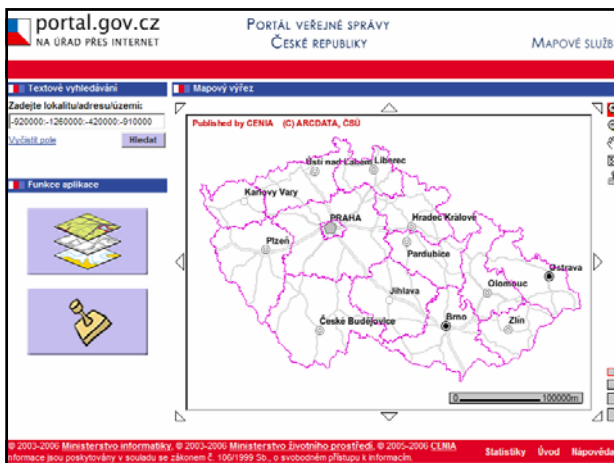 portal.gov.cz
NA ÚŘAD PŘES INTERNET
PORTÁL VEŘEJNÉ SPRÁVY
ČESKÉ REPUBLIKY
MAPOVÉ SLUŽB
Textové vyhledávání
Zadejte lokalitu/adresu/území:
-920000:-1260000:-420000:-910000
Vyčistit pole
Hledat
Funkce aplikace
Mapový výřez
Published by CENIA (C) ARCDATA, ČSÚ
Ústí nad Labem
Liberec
Karlovy Vary
PRAHA
Hradec Králové
Plzeň
Pardubice
Ostrava
Olomouc
Jihlava
České Budějovice
Brno
Zlín
0 100000m
© 2003-2006 Ministerstvo informatiky, © 2003-2006 Ministerstvo životního prostředí, © 2005-2006 CENIA
nformace jsou poskytovány v souladu se zákonem č. 106/1999 Sb., o svobodném přístupu k informacím.
Statistiky Úvod Nápověda